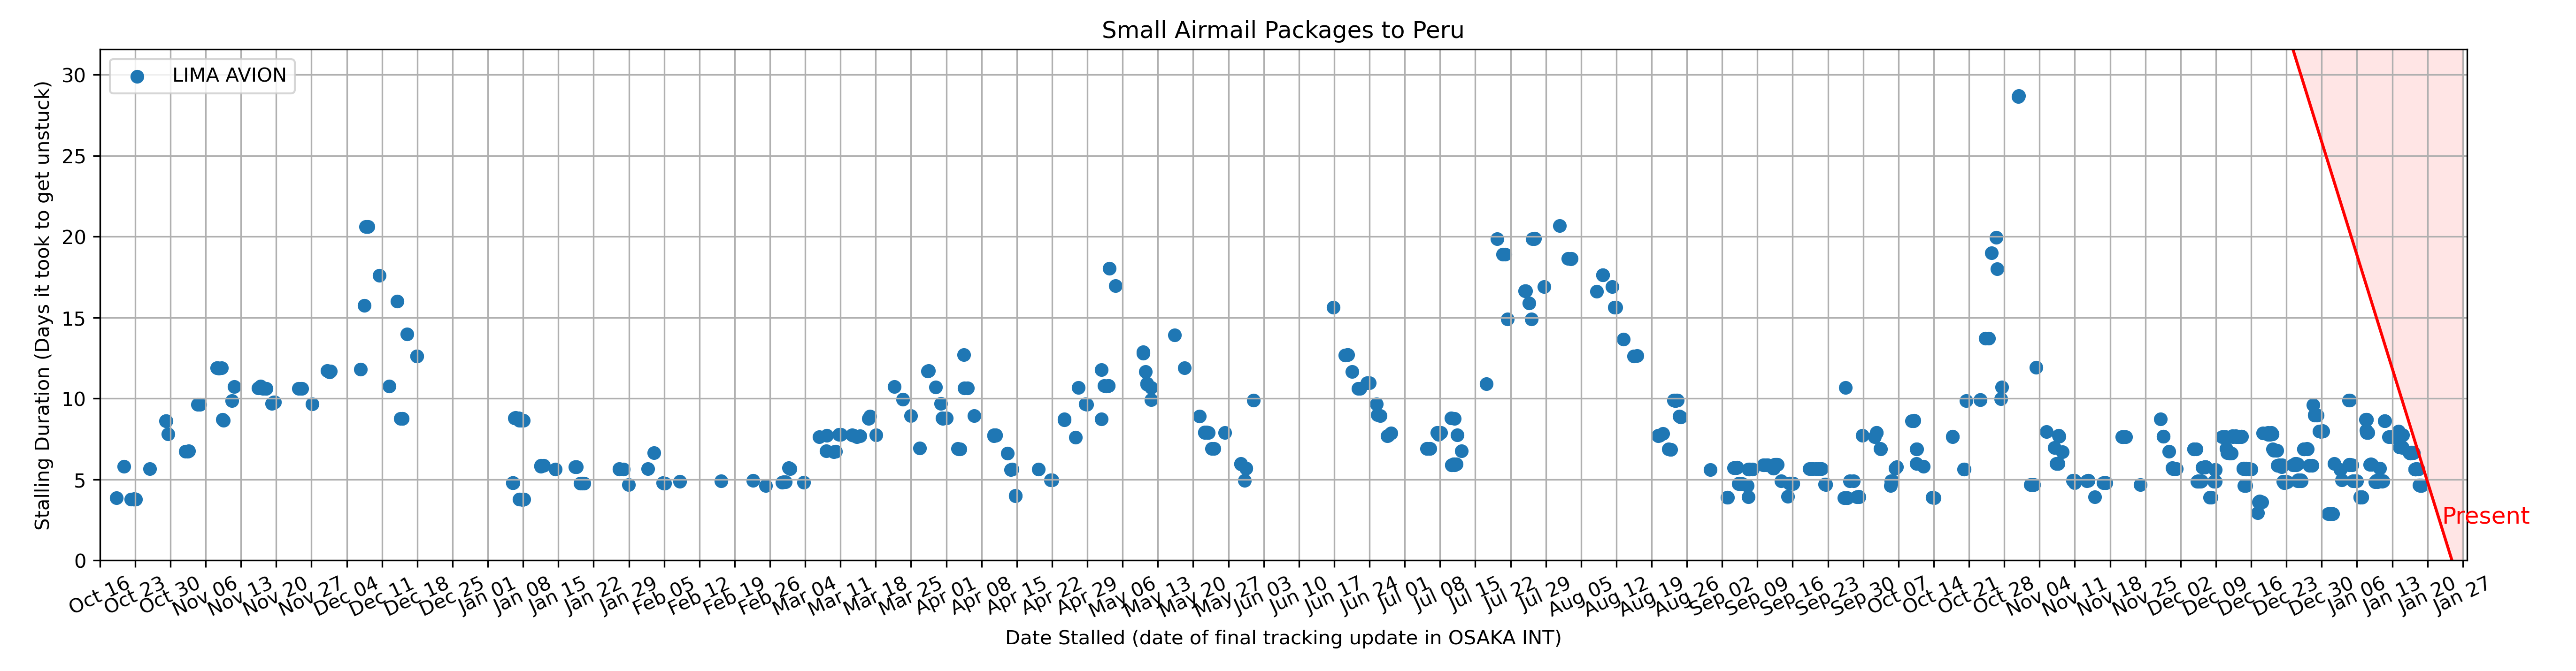 Small Airmail Packages to Peru
LIMA AVION
Stalling Duration (Days it took to get unstuck)
30
25
20
15
10
5
0
Present
Oct 16 Oct 23 Oct 30 Nov 06 Nov 13 Nov 20 Nov 27 Dec 04 Dec 11 Dec 18 Dec 25 Jan 01 Jan 08 Jan 15 Jan 22 Jan 29 Feb 05 Feb 12 Feb 19 Feb 26 Mar 04 Mar 11 Mar 18 Mar 25 Apr 01 Apr 08 Apr 15 Apr 22 Apr 29 May 06 May 13 May 20 May 27 Jun 03 Jun 10 Jun 17 Jun 24 Jul 01 Jul 08 Jul 15 Jul 22 Jul 29 Aug 05 Aug 12 Aug 19 Aug 26 Sep 02 Sep 09 Sep 16 Sep 23 Sep 30 Oct 07 Oct 14 Oct 21 Oct 28 Nov 04 Nov 11 Nov 18 Nov 25 Dec 02 Dec 09 Dec 16 Dec 23 Dec 30 Jan 06 Jan 13 Jan 20 Jan 27
Date Stalled (date of final tracking update in OSAKA INT)